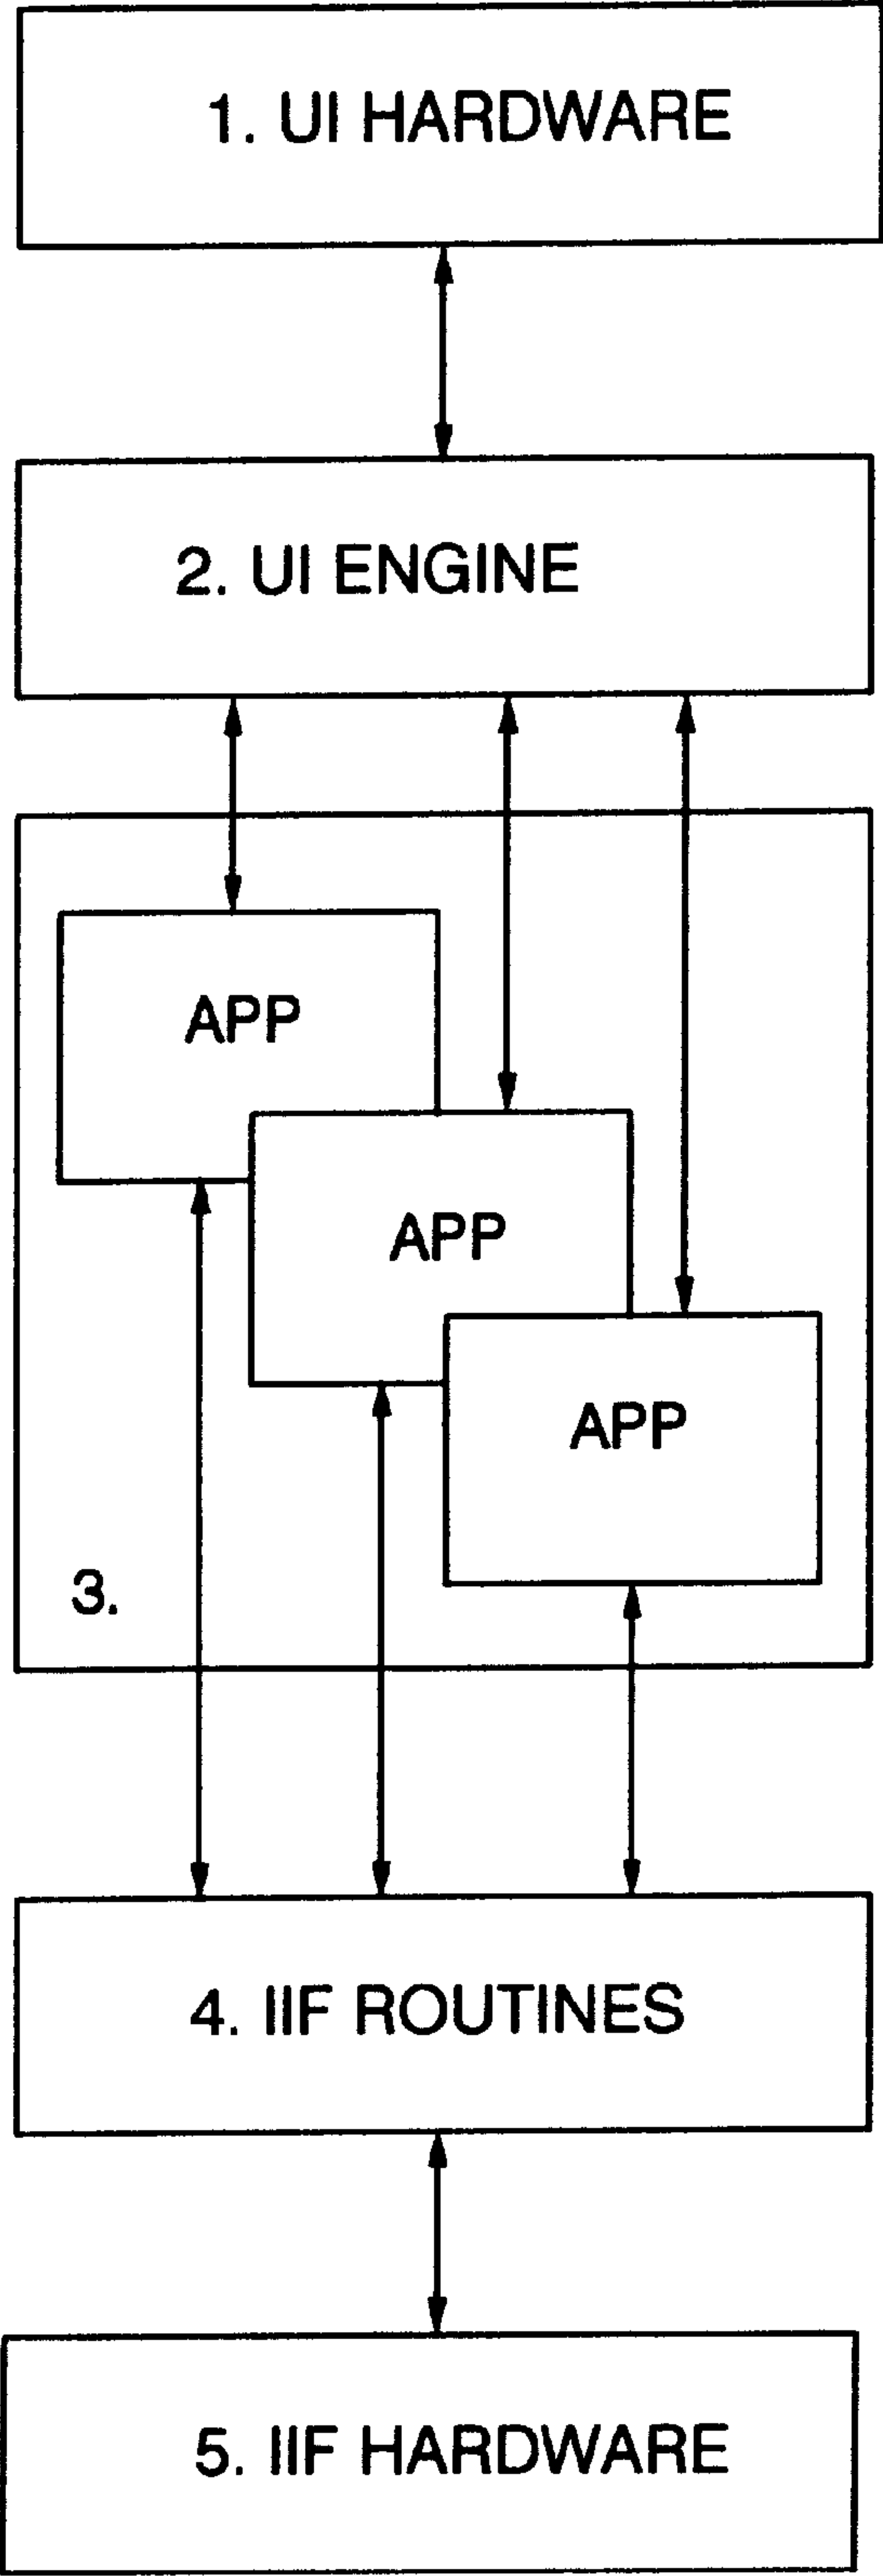 1. UI HARDWARE
2. UI ENGINE
APP
APP
APP
3.
4. IIF ROUTINES
5. IIF HARDWARE